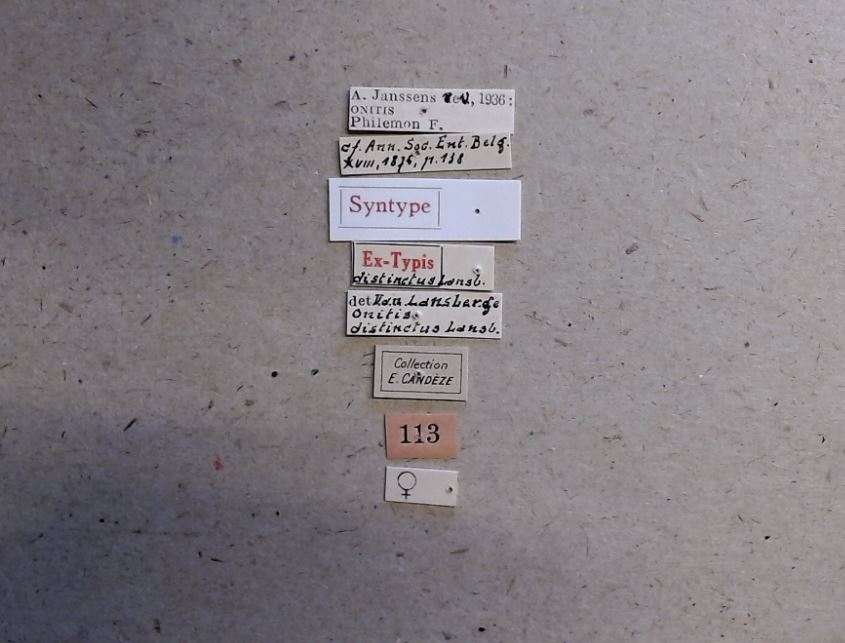 A. Janssens rev, 1936:
ONITIS
Philemon F.
cf. Ann. Soc. Ent. Belg.
XVIII, 1875, p. 138
Syntype
Ex-Typis
distinctus Lansb.
det Van Lansberge
Onitis
distinctus Lansb.
Collection
E. CANDÈZE
113
♀